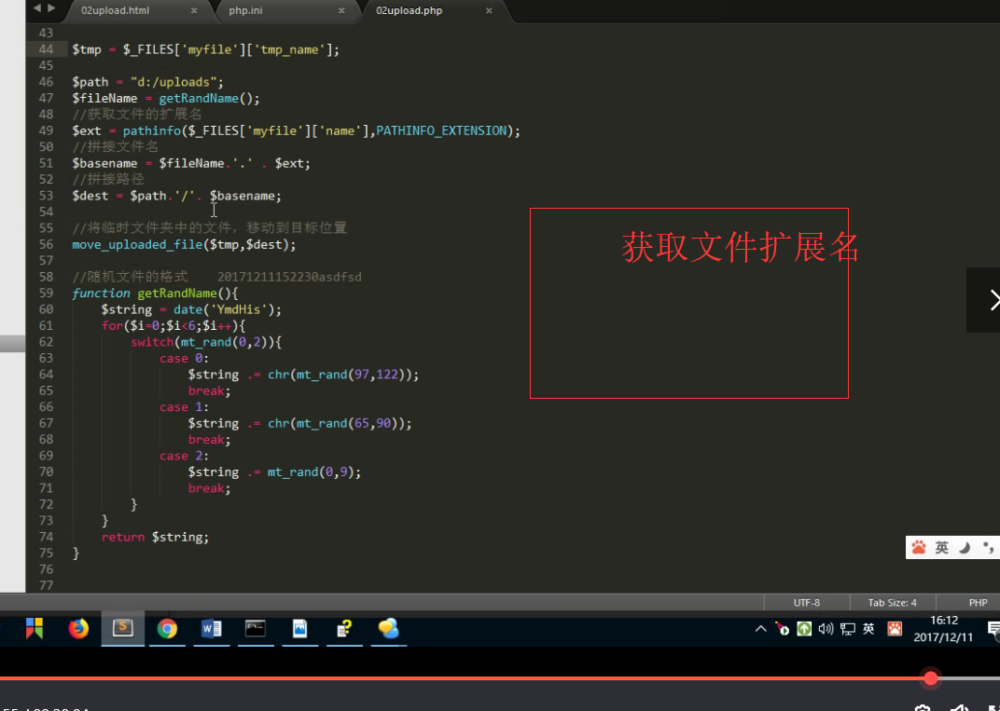 02upload.html × php.ini × 02upload.php ×
43
44 $tmp = $_FILES['myfile']['tmp_name'];
45
46 $path = "d:/uploads";
47 $fileName = getRandName();
48 //获取文件的扩展名
49 $ext = pathinfo($_FILES['myfile']['name'],PATHINFO_EXTENSION);
50 //拼接文件名
51 $basename = $fileName.'.' . $ext;
52 //拼接路径
53 $dest = $path.'/'. $basename;
54
55 //将临时文件夹中的文件，移动到目标位置
56 move_uploaded_file($tmp,$dest);
57
58 //随机文件的格式    20171211152230asdfsd
59 function getRandName(){
60     $string = date('YmdHis');
61     for($i=0;$i<6;$i++){
62         switch(mt_rand(0,2)){
63             case 0:
64                 $string .= chr(mt_rand(97,122));
65                 break;
66             case 1:
67                 $string .= chr(mt_rand(65,90));
68                 break;
69             case 2:
70                 $string .= mt_rand(0,9);
71                 break;
72         }
73     }
74     return $string;
75 }
76
77
获取文件扩展名
英
UTF-8 Tab Size: 4 PHP
英
16:12
2017/12/11